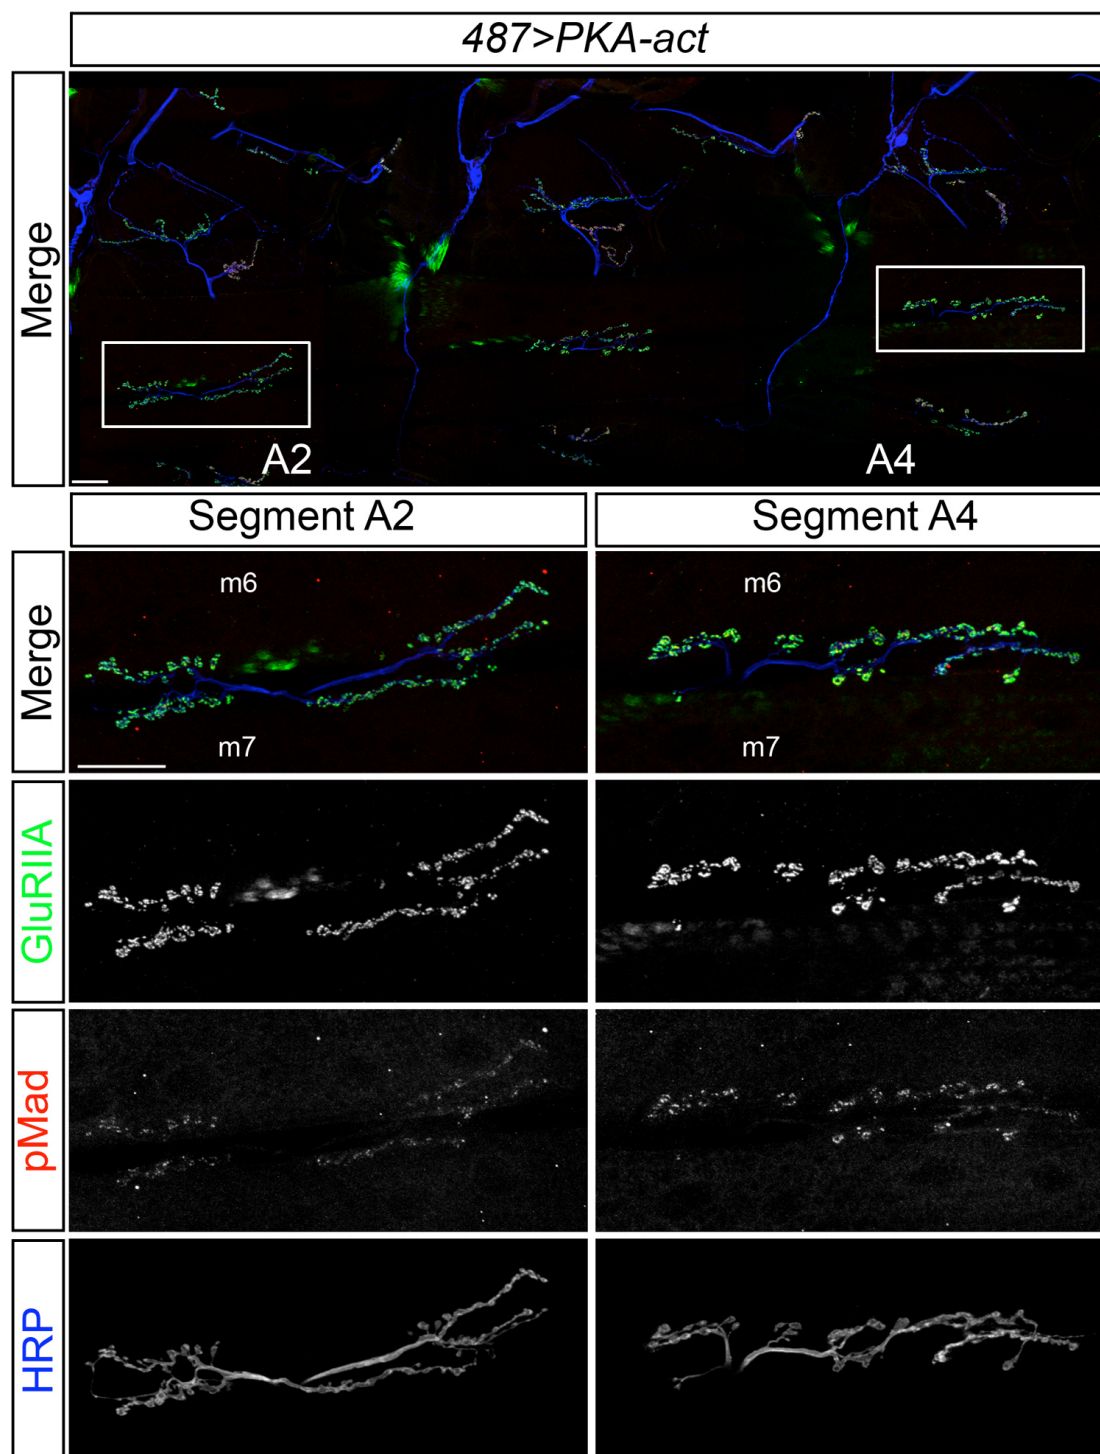 487>PKA-act
Merge
A2
A4
Segment A2
Segment A4
Merge
m6
m7
m6
m7
GluRIIA
pMad
HRP